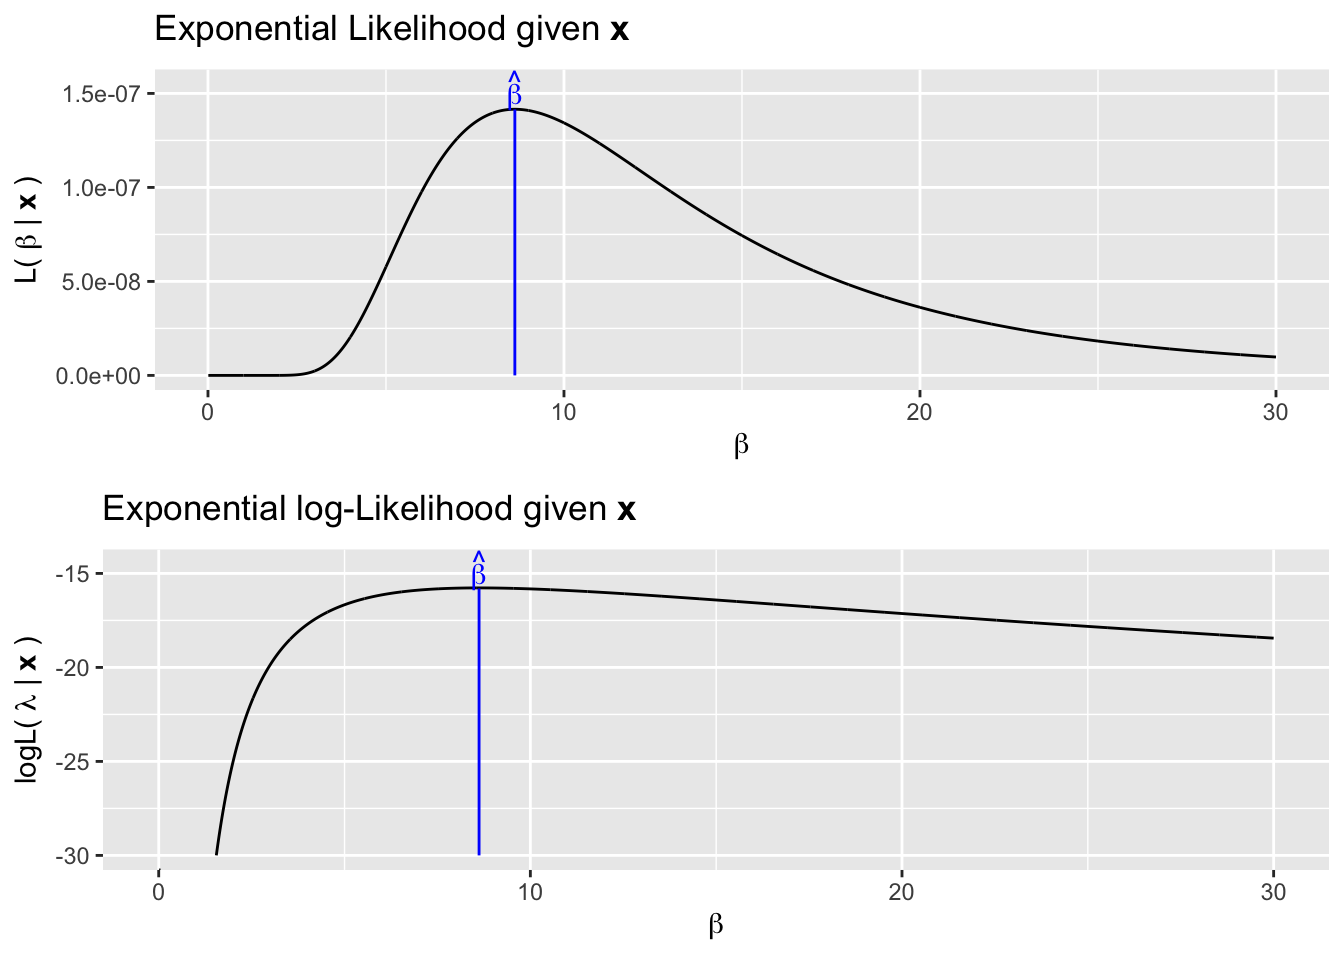 Exponential Likelihood given x
β̂
1.5e-07
1.0e-07
5.0e-08
0.0e+00
L( β | x )
0 10 20 30
β
Exponential log-Likelihood given x
β̂
-15
-20
-25
-30
logL( λ | x )
0 10 20 30
β